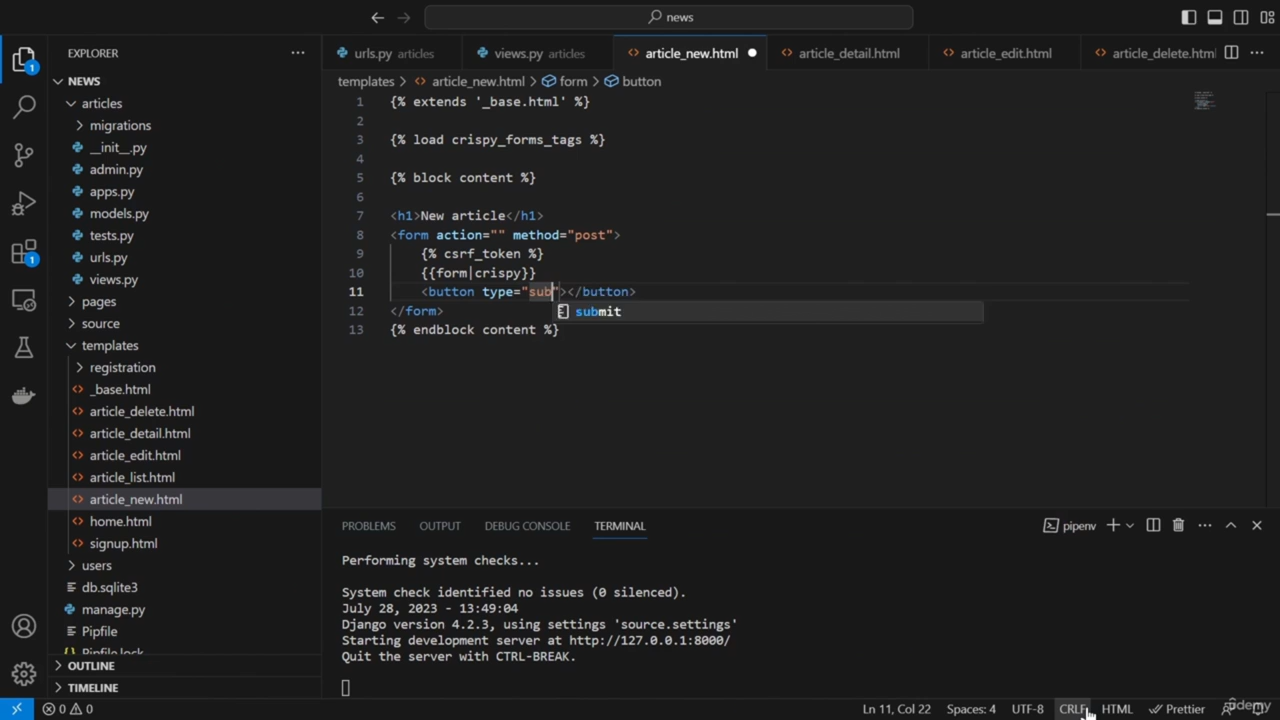 news
EXPLORER
NEWS
articles
migrations
__init__.py
admin.py
apps.py
models.py
tests.py
urls.py
views.py
pages
source
templates
registration
_base.html
article_delete.html
article_detail.html
article_edit.html
article_list.html
article_new.html
home.html
signup.html
users
db.sqlite3
manage.py
Pipfile
Pipfile.lock
OUTLINE
TIMELINE
1
1
urls.py articles
views.py articles
article_new.html
article_detail.html
article_edit.html
article_delete.html
templates > article_new.html > form > button
1 {% extends '_base.html' %}
2
3 {% load crispy_forms_tags %}
4
5 {% block content %}
6
7 <h1>New article</h1>
8 <form action="" method="post">
9 {% csrf_token %}
10 {{form|crispy}}
11 <button type="sub"></button>
submit
12 </form>
13 {% endblock content %}
PROBLEMS OUTPUT DEBUG CONSOLE TERMINAL
pipenv
Performing system checks...
System check identified no issues (0 silenced).
July 28, 2023 - 13:49:04
Django version 4.2.3, using settings 'source.settings'
Starting development server at http://127.0.0.1:8000/
Quit the server with CTRL-BREAK.
0 0
Ln 11, Col 22 Spaces: 4 UTF-8 CRLF HTML Prettier
Udemy